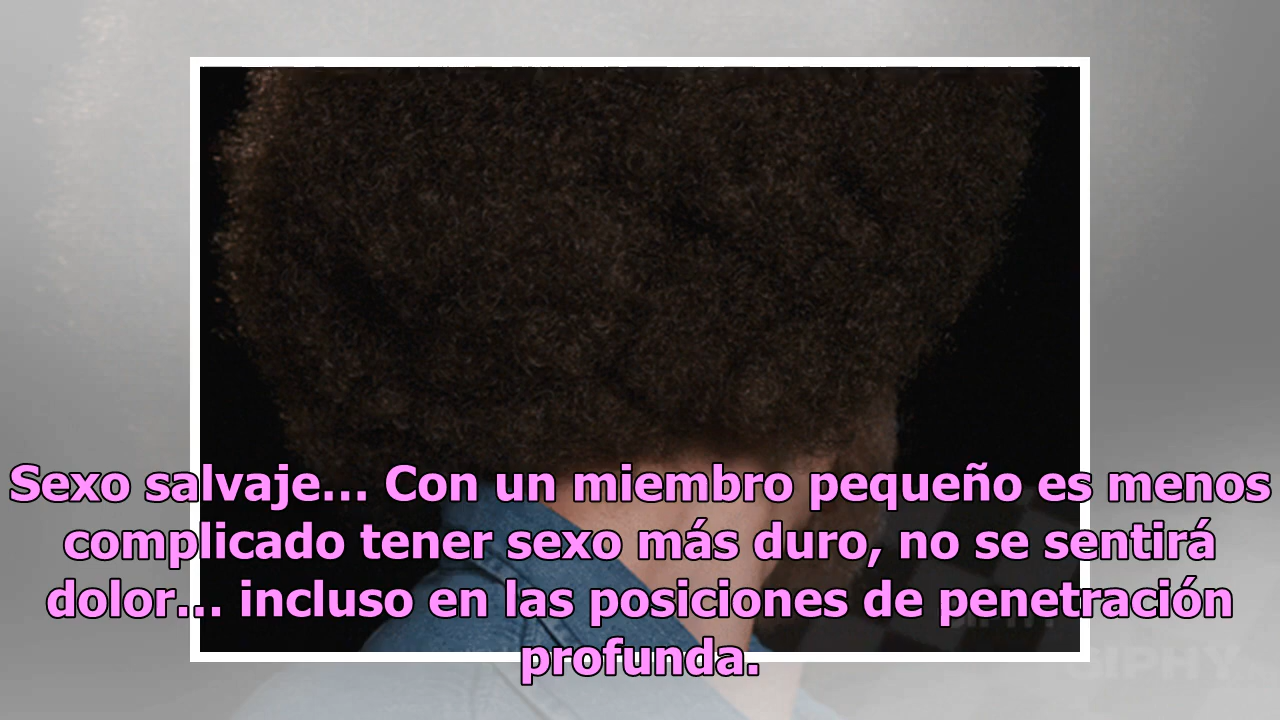 Sexo salvaje... Con un miembro pequeño es menos
complicado tener sexo más duro, no se sentirá
dolor... incluso en las posiciones de penetración
profunda.
GIPHY